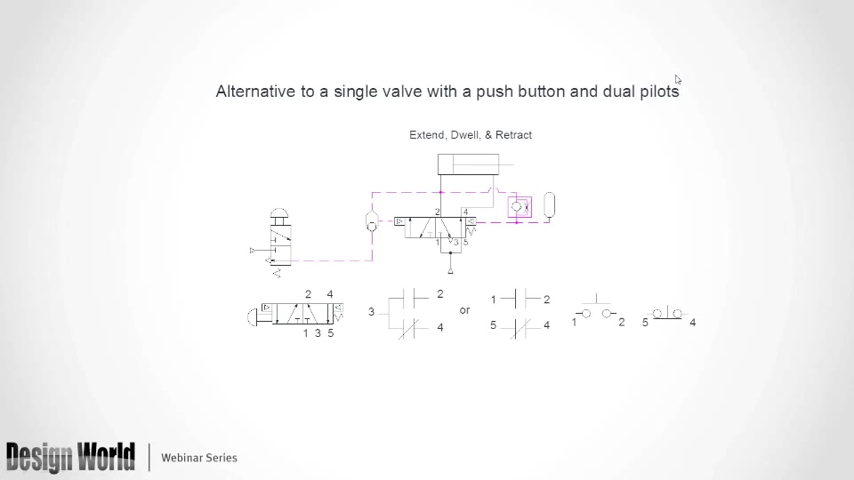 Alternative to a single valve with a push button and dual pilots
Extend, Dwell, & Retract
2 4
1 3 5
2 4
1 3 5
3
2
4
or
1 2
5 4
1 2
5 4
Design World
Webinar Series